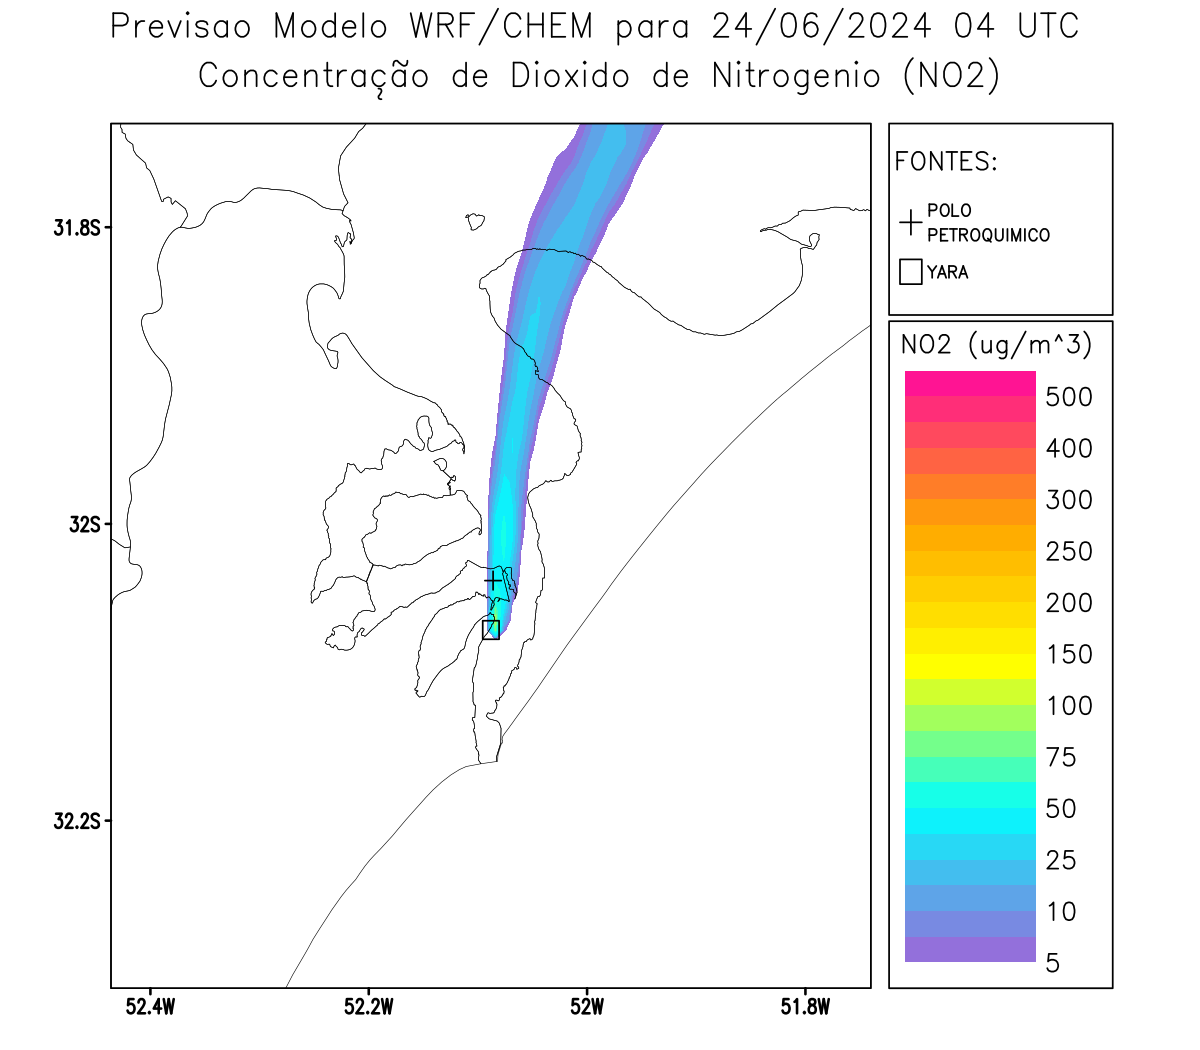 Previsao Modelo WRF/CHEM para 24/06/2024 04 UTC
Concentração de Dioxido de Nitrogenio (NO2)
FONTES:
POLO
PETROQUIMICO
YARA
31.8S
32S
32.2S
52.4W
52.2W
52W
51.8W
NO2 (ug/m^3)
500
400
300
250
200
150
100
75
50
25
10
5